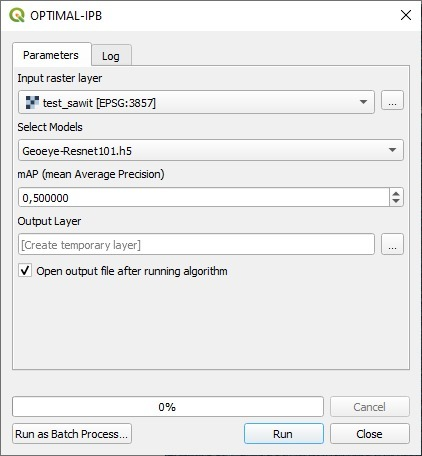 OPTIMAL-IPB
Parameters Log
Input raster layer
test_sawit [EPSG:3857]
...
Select Models
Geoeye-Resnet101.h5
mAP (mean Average Precision)
0,500000
Output Layer
[Create temporary layer]
...
Open output file after running algorithm
0%
Cancel
Run as Batch Process... Run Close